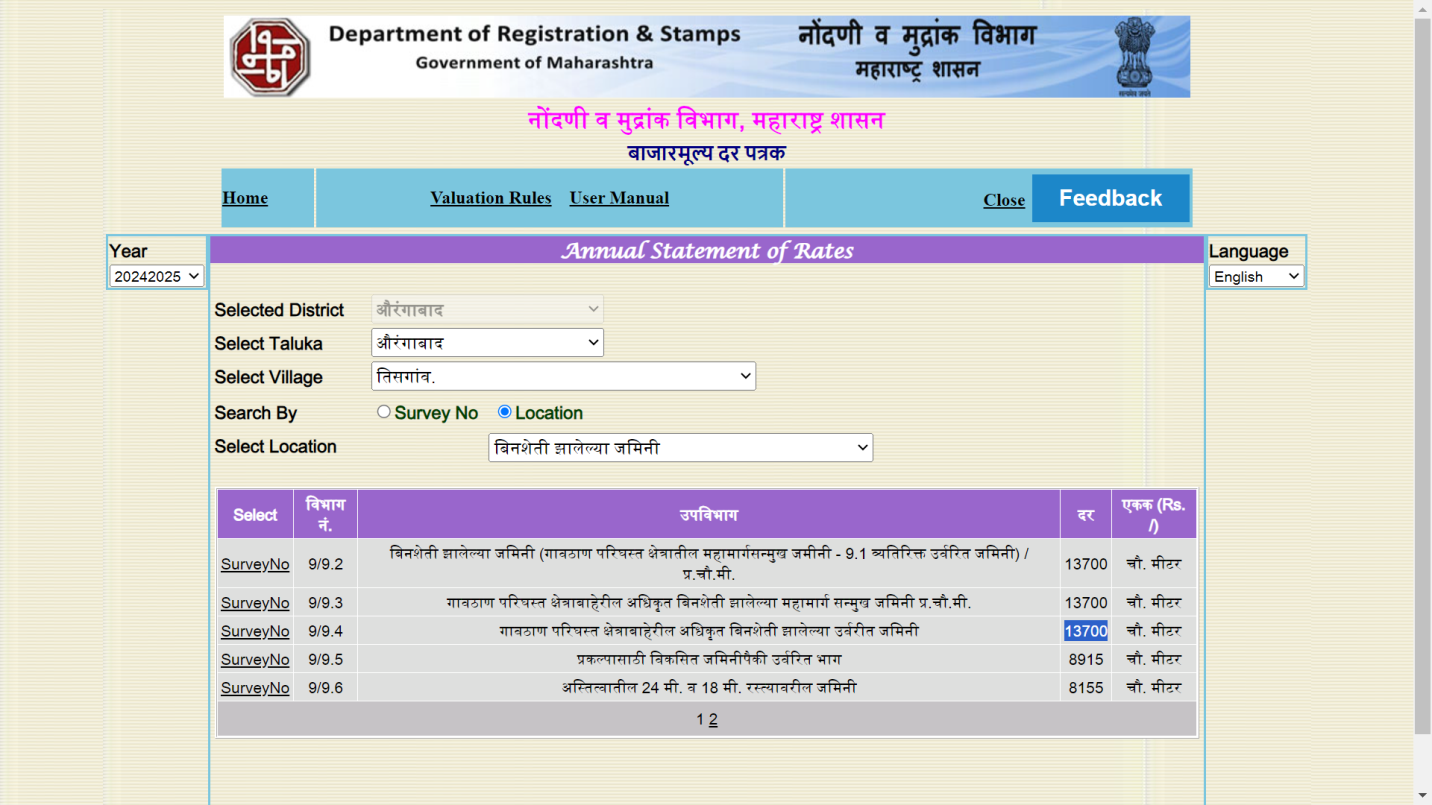 Department of Registration & Stamps
Government of Maharashtra
नोंदणी व मुद्रांक विभाग
महाराष्ट्र शासन
सत्यमेव जयते
नोंदणी व मुद्रांक विभाग, महाराष्ट्र शासन
बाजारमूल्य दर पत्रक
Home
Valuation Rules User Manual
Close Feedback
Year
20242025
Annual Statement of Rates
Language
English
Selected District औरंगाबाद
Select Taluka औरंगाबाद
Select Village तिसगांव.
Search By Survey No Location
Select Location बिनशेती झालेल्या जमिनी
Select विभाग नं. उपविभाग दर एकक (Rs. /)
SurveyNo 9/9.2 बिनशेती झालेल्या जमिनी (गावठाण परिघस्त क्षेत्रातील महामार्गसन्मुख जमीनी - 9.1 व्यतिरिक्त उर्वरित जमिनी) / प्र.चौ.मी. 13700 चौ. मीटर
SurveyNo 9/9.3 गावठाण परिघस्त क्षेत्राबाहेरील अधिकृत बिनशेती झालेल्या महामार्ग सन्मुख जमिनी प्र.चौ.मी. 13700 चौ. मीटर
SurveyNo 9/9.4 गावठाण परिघस्त क्षेत्राबाहेरील अधिकृत बिनशेती झालेल्या उर्वरीत जमिनी 13700 चौ. मीटर
SurveyNo 9/9.5 प्रकल्पासाठी विकसित जमिनीपैकी उर्वरित भाग 8915 चौ. मीटर
SurveyNo 9/9.6 अस्तित्वातील 24 मी. व 18 मी. रस्त्यावरील जमिनी 8155 चौ. मीटर
1 2